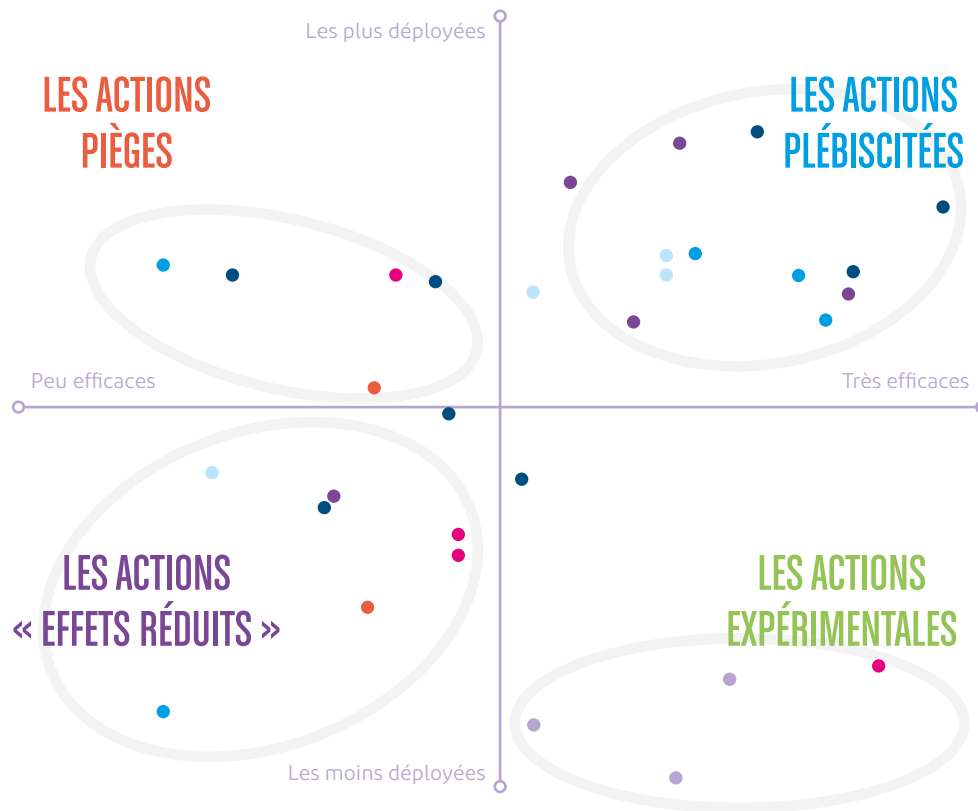 Les plus déployées
LES ACTIONS
PIÈGES
LES ACTIONS
PLÉBISCITÉES
Peu efficaces
Très efficaces
LES ACTIONS
« EFFETS RÉDUITS »
LES ACTIONS
EXPÉRIMENTALES
Les moins déployées